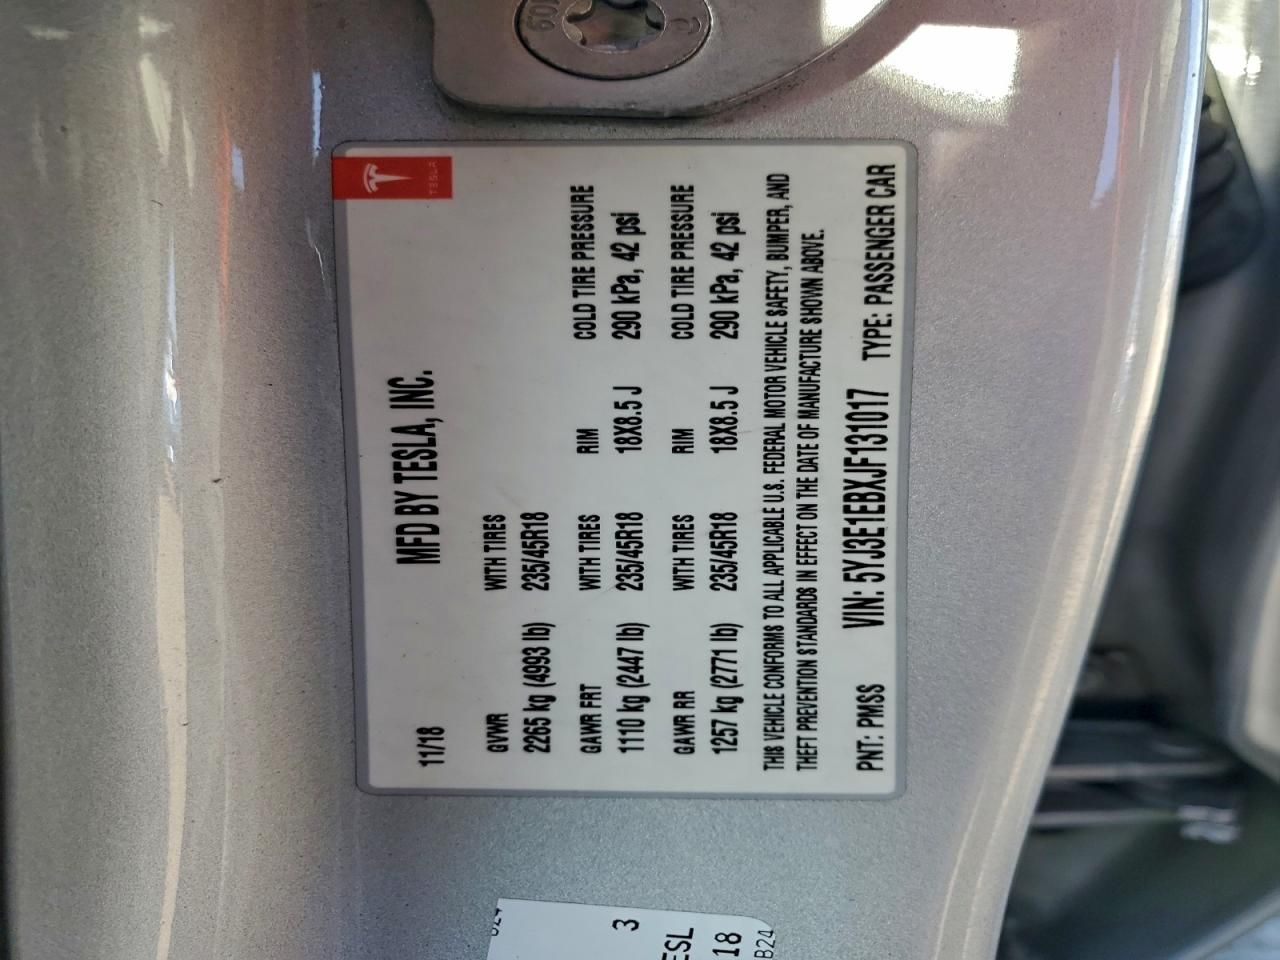 TESLA
11/18 MFD BY TESLA, INC.
GVWR WITH TIRES
2265 kg (4993 lb) 235/45R18
GAWR FRT WITH TIRES RIM COLD TIRE PRESSURE
1110 kg (2447 lb) 235/45R18 18X8.5 J 290 kPa, 42 psi
GAWR RR WITH TIRES RIM COLD TIRE PRESSURE
1257 kg (2771 lb) 235/45R18 18X8.5 J 290 kPa, 42 psi
THIS VEHICLE CONFORMS TO ALL APPLICABLE U.S. FEDERAL MOTOR VEHICLE SAFETY, BUMPER, AND
THEFT PREVENTION STANDARDS IN EFFECT ON THE DATE OF MANUFACTURE SHOWN ABOVE.
PNT: PMSS VIN: 5YJ3E1EBXJF131017 TYPE: PASSENGER CAR
3
ESL
18
B24